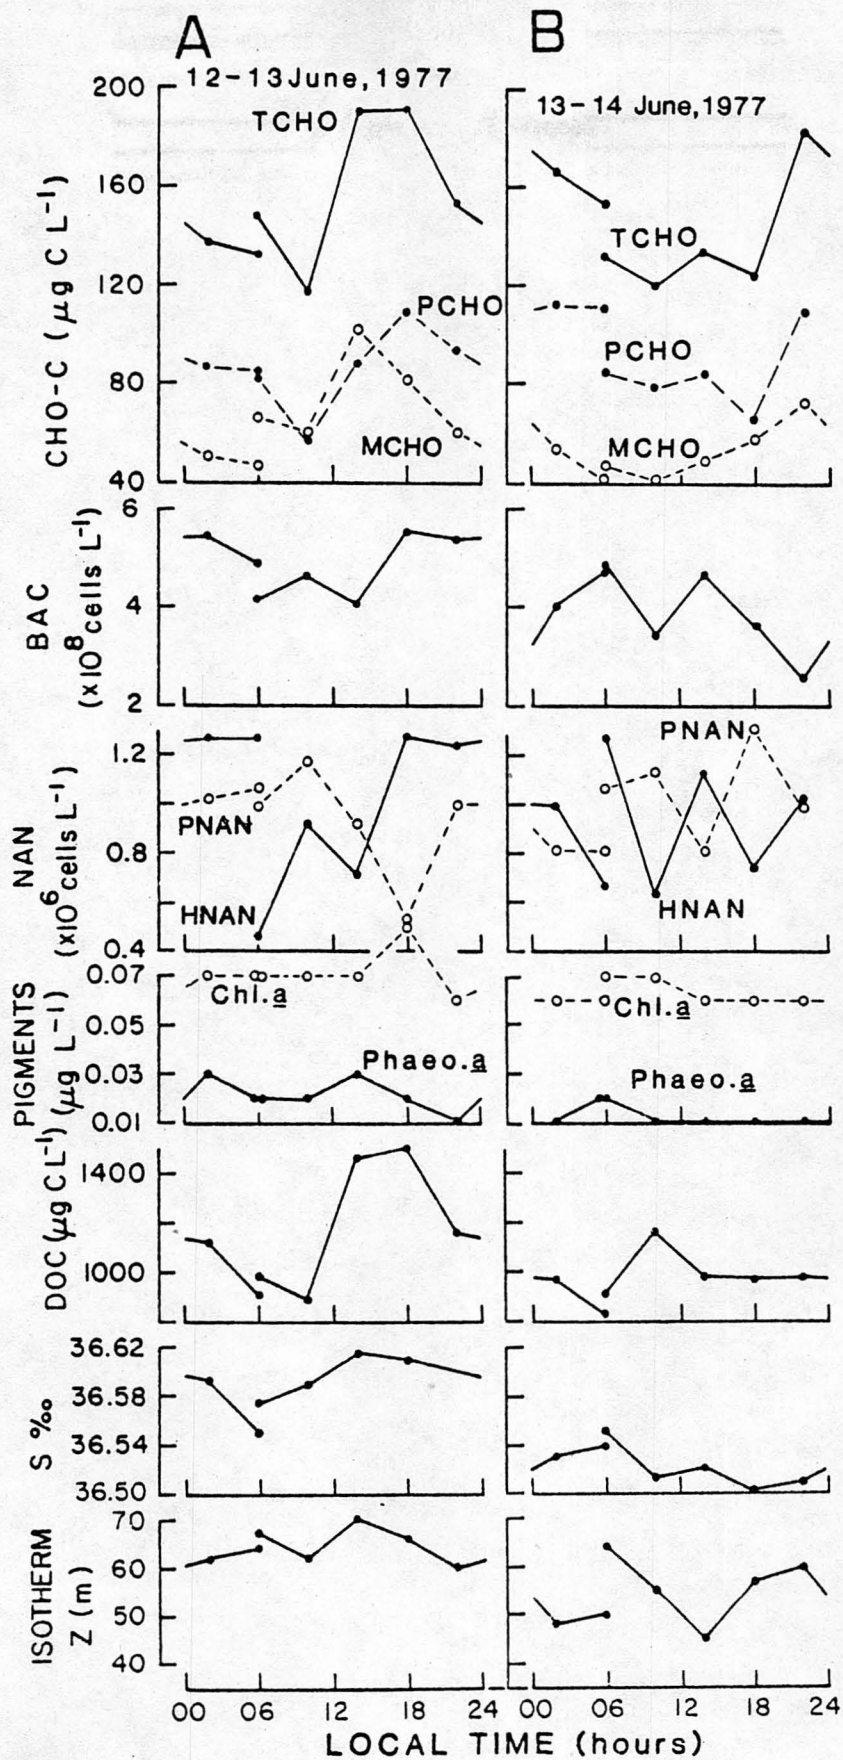 A
B
12-13 June, 1977
13-14 June, 1977
200
160
120
80
40
CHO-C (µg C L⁻¹)
TCHO
PCHO
MCHO
TCHO
PCHO
MCHO
6
4
2
BAC
(x10⁸ cells L⁻¹)
1.2
0.8
0.4
NAN
(x10⁶ cells L⁻¹)
PNAN
HNAN
PNAN
HNAN
0.07
0.05
0.03
0.01
PIGMENTS
(µg L⁻¹)
Chl.a
Phaeo.a
Chl.a
Phaeo.a
1400
1000
DOC (µg C L⁻¹)
36.62
36.58
36.54
36.50
S ‰
70
60
50
40
ISOTHERM
Z (m)
00 06 12 18 24
00 06 12 18 24
LOCAL TIME (hours)